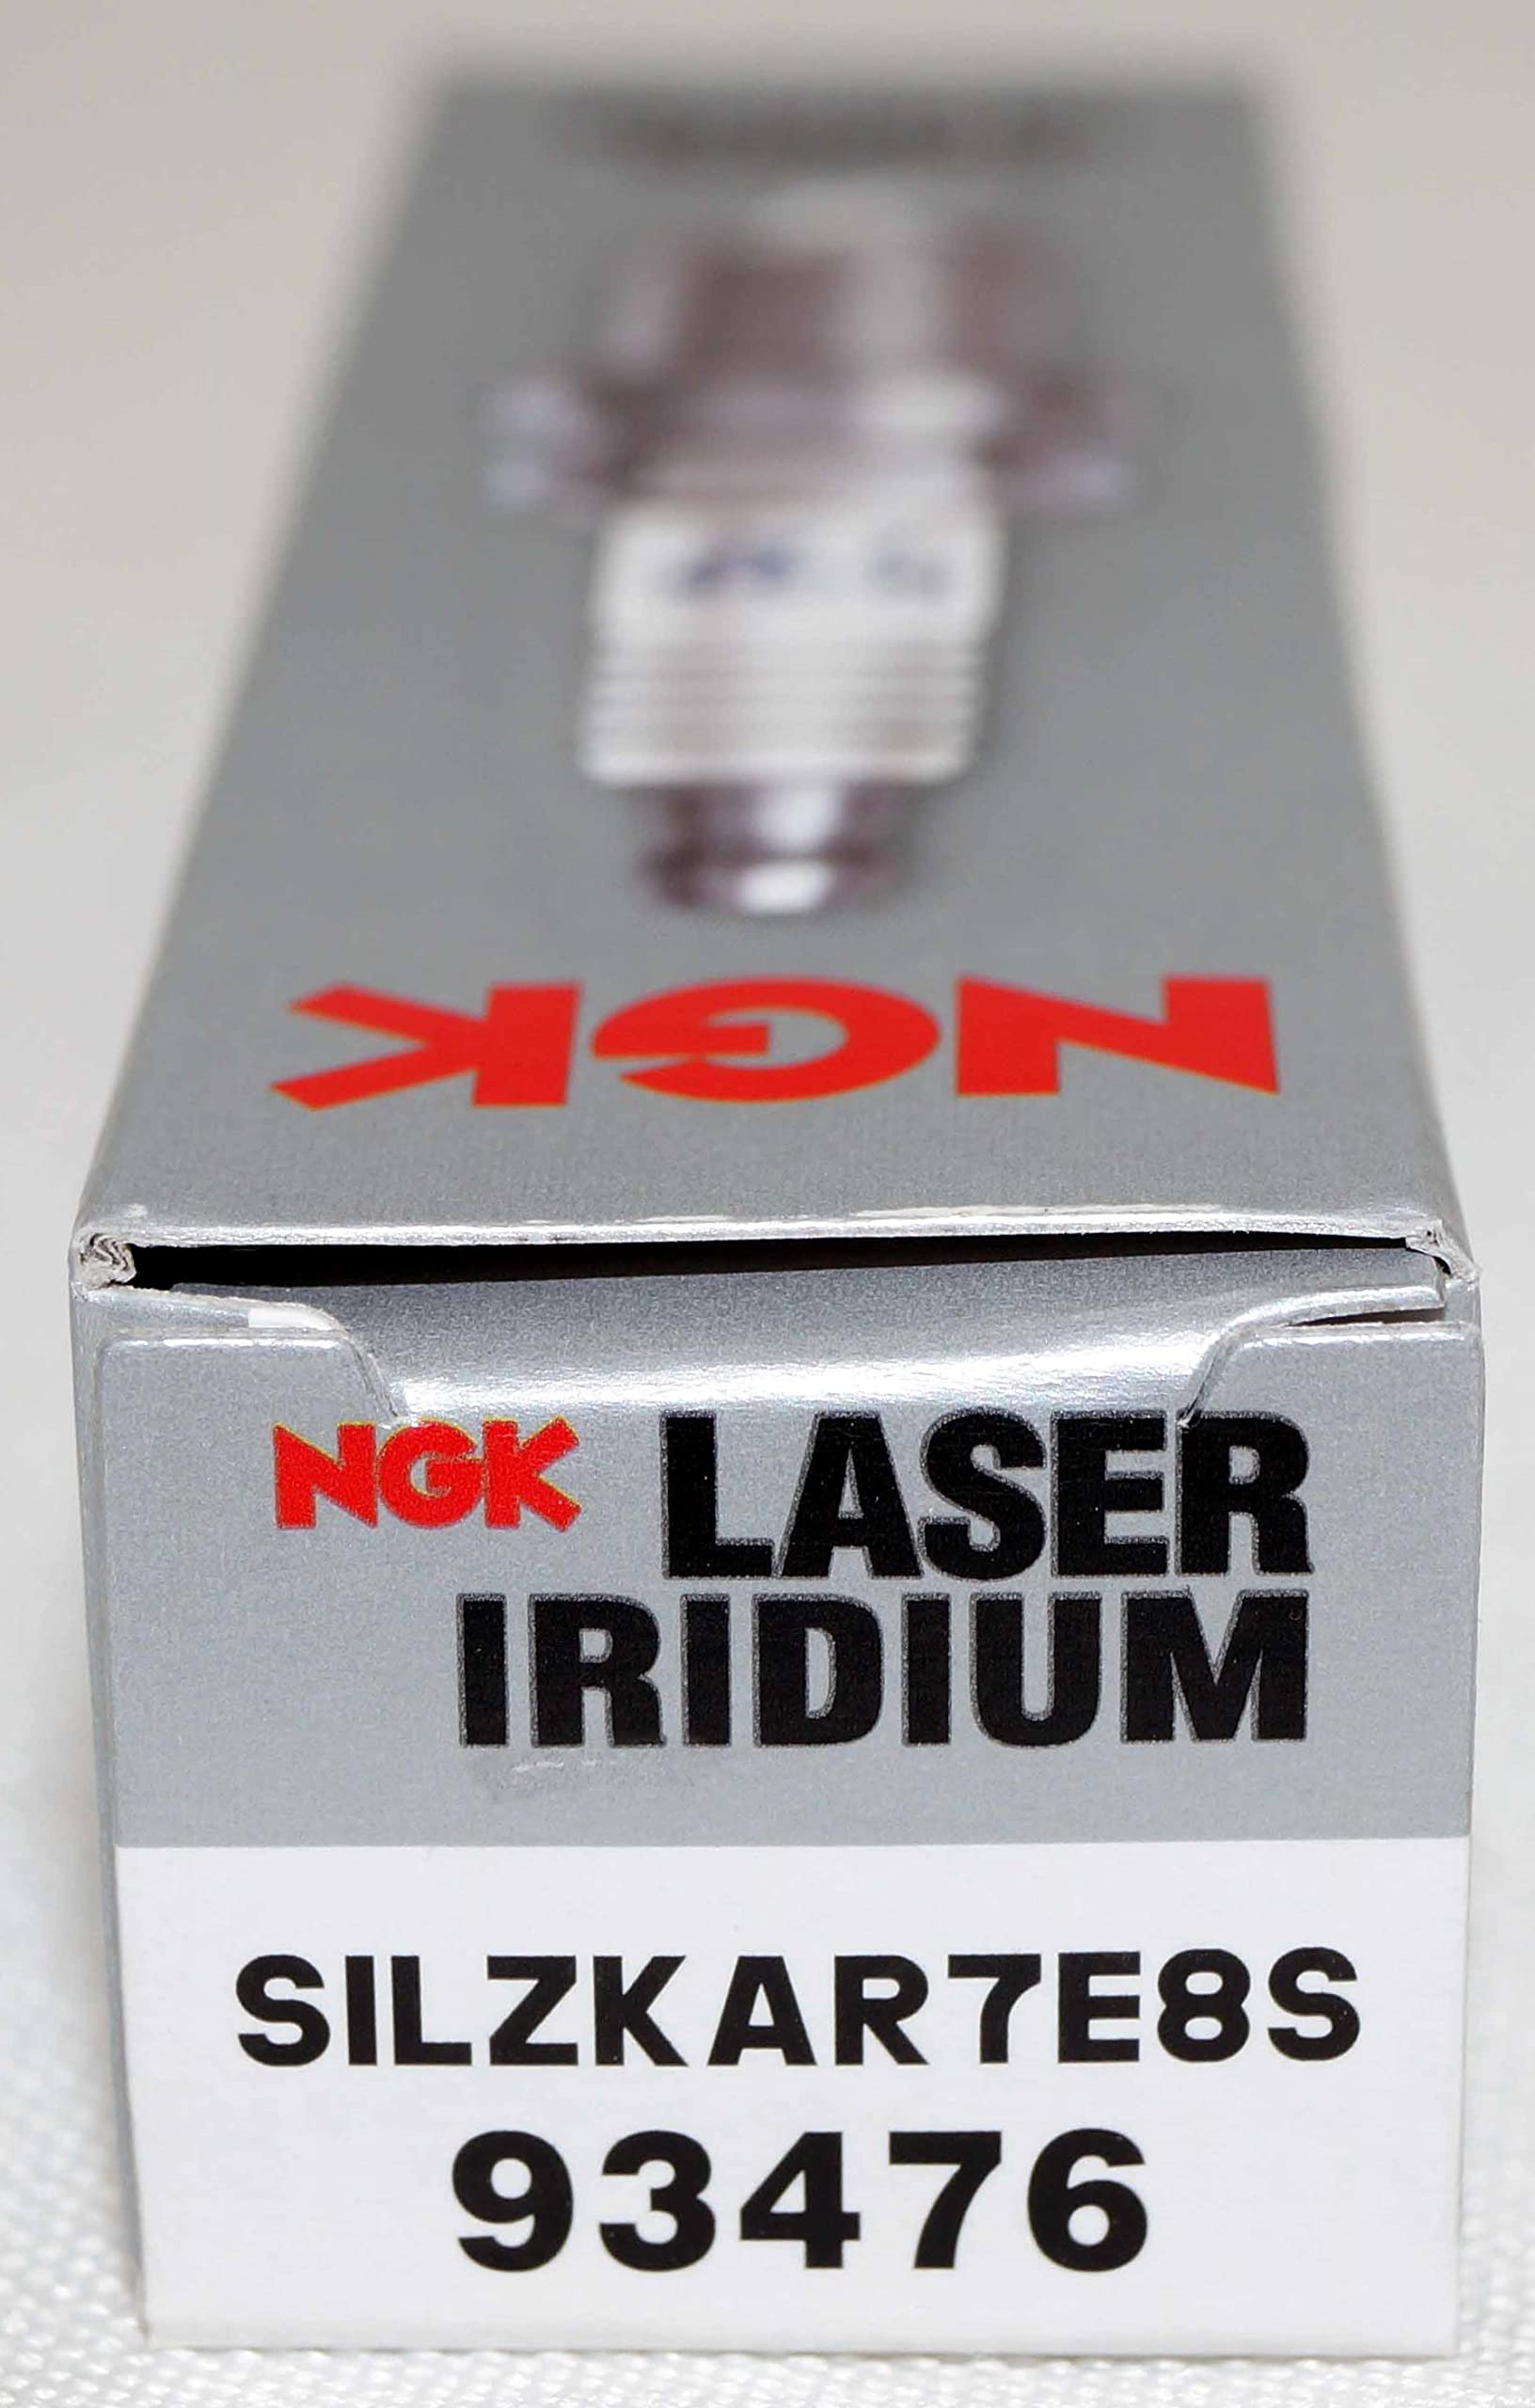 NGK
NGK LASER
IRIDIUM
SILZKAR7E8S
93476